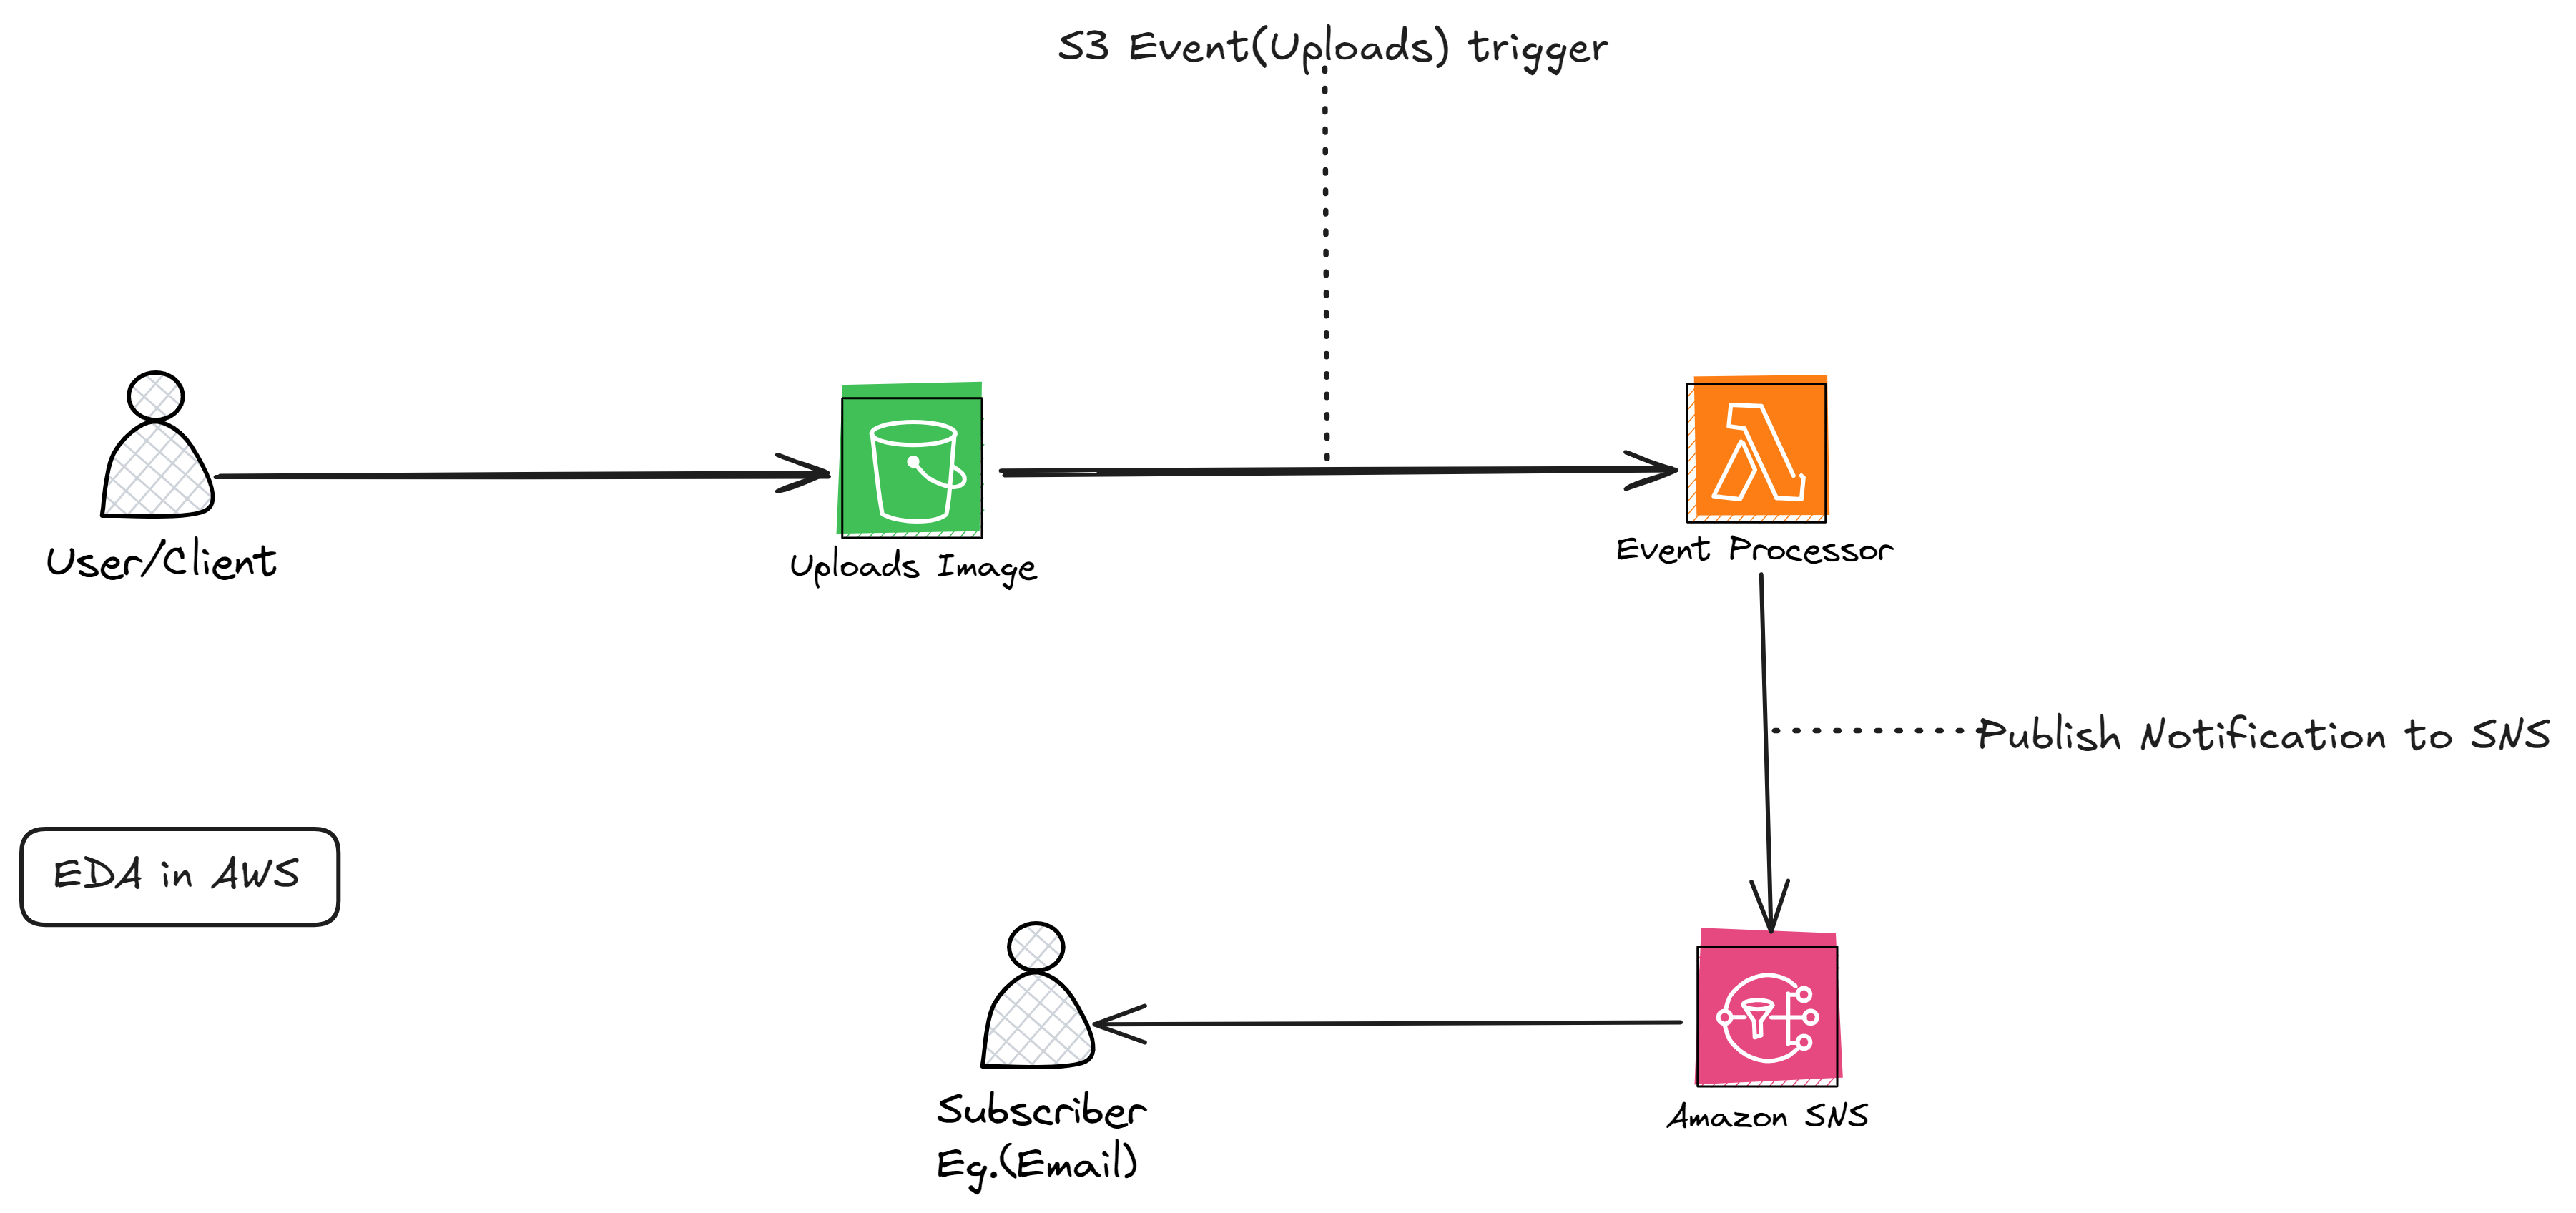 S3 Event(Uploads) trigger
User/Client
Uploads Image
Event Processor
Publish Notification to SNS
EDA in AWS
Subscriber
Eg.(Email)
Amazon SNS